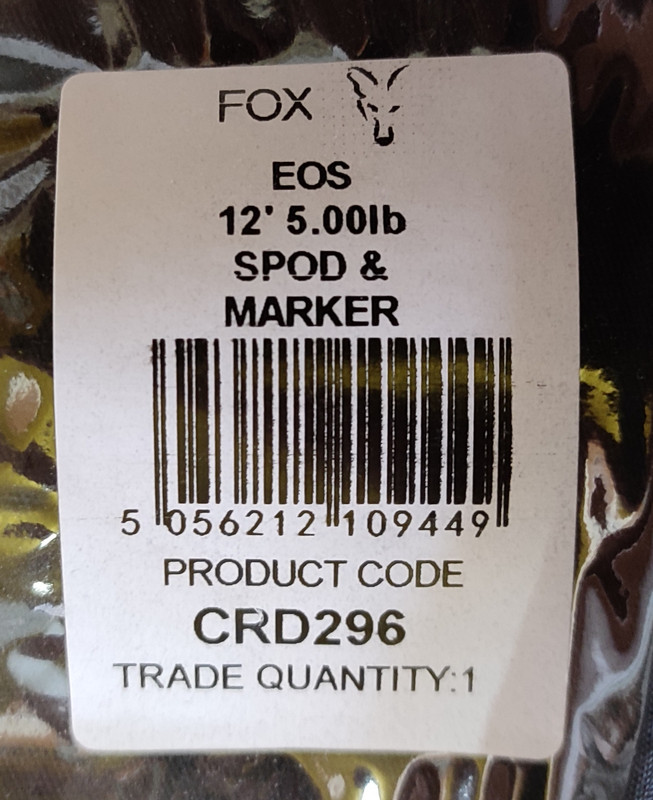 FOX
EOS
12' 5.00lb
SPOD &
MARKER
5 056212 109449
PRODUCT CODE
CRD296
TRADE QUANTITY:1